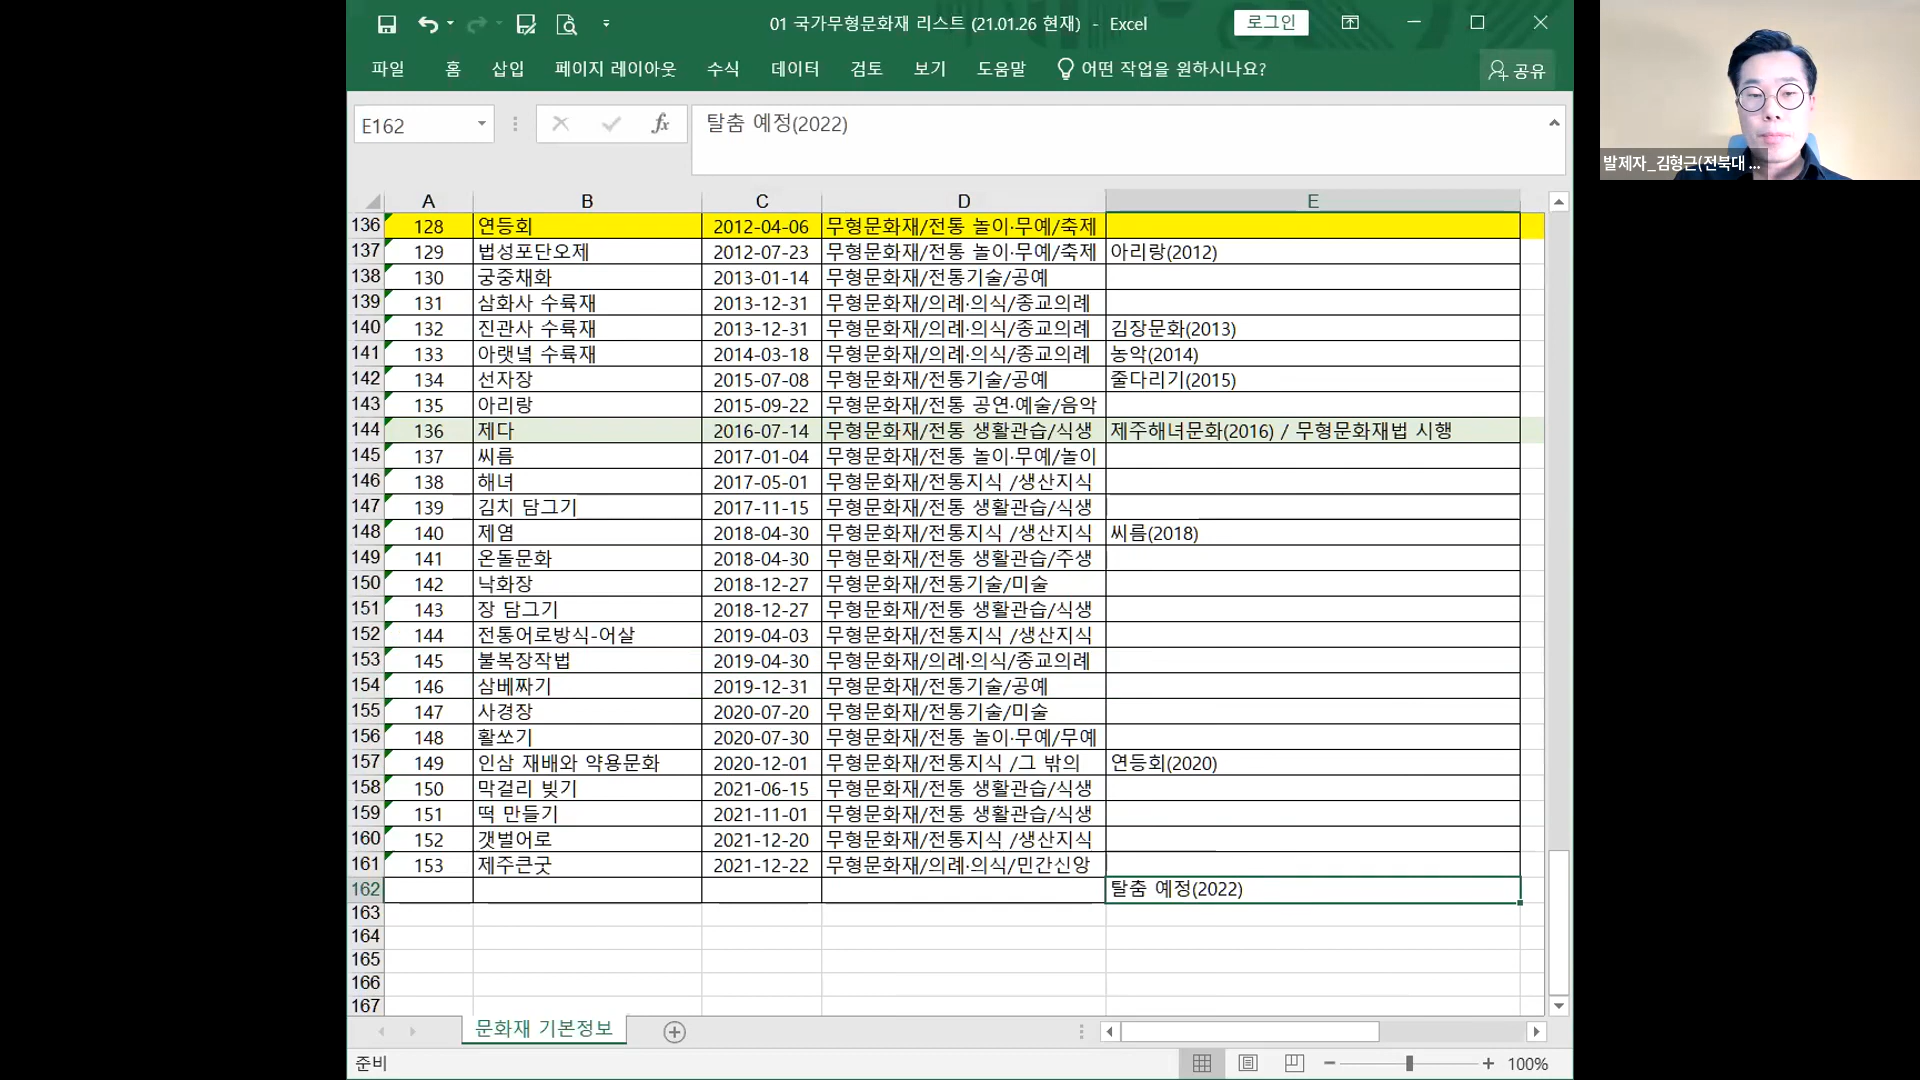 01 국가무형문화재 리스트 (21.01.26 현재) - Excel
로그인
파일 홈 삽입 페이지 레이아웃 수식 데이터 검토 보기 도움말 어떤 작업을 원하시나요? 공유
E162 fx 탈춤 예정(2022)
A B C D E
136 128 연등회 2012-04-06 무형문화재/전통 놀이·무예/축제
137 129 법성포단오제 2012-07-23 무형문화재/전통 놀이·무예/축제 아리랑(2012)
138 130 궁중채화 2013-01-14 무형문화재/전통기술/공예
139 131 삼화사 수륙재 2013-12-31 무형문화재/의례·의식/종교의례
140 132 진관사 수륙재 2013-12-31 무형문화재/의례·의식/종교의례 김장문화(2013)
141 133 아랫녘 수륙재 2014-03-18 무형문화재/의례·의식/종교의례 농악(2014)
142 134 선자장 2015-07-08 무형문화재/전통기술/공예 줄다리기(2015)
143 135 아리랑 2015-09-22 무형문화재/전통 공연·예술/음악
144 136 제다 2016-07-14 무형문화재/전통 생활관습/식생 제주해녀문화(2016) / 무형문화재법 시행
145 137 씨름 2017-01-04 무형문화재/전통 놀이·무예/놀이
146 138 해녀 2017-05-01 무형문화재/전통지식 /생산지식
147 139 김치 담그기 2017-11-15 무형문화재/전통 생활관습/식생
148 140 제염 2018-04-30 무형문화재/전통지식 /생산지식 씨름(2018)
149 141 온돌문화 2018-04-30 무형문화재/전통 생활관습/주생
150 142 낙화장 2018-12-27 무형문화재/전통기술/미술
151 143 장 담그기 2018-12-27 무형문화재/전통 생활관습/식생
152 144 전통어로방식-어살 2019-04-03 무형문화재/전통지식 /생산지식
153 145 불복장작법 2019-04-30 무형문화재/의례·의식/종교의례
154 146 삼베짜기 2019-12-31 무형문화재/전통기술/공예
155 147 사경장 2020-07-20 무형문화재/전통기술/미술
156 148 활쏘기 2020-07-30 무형문화재/전통 놀이·무예/무예
157 149 인삼 재배와 약용문화 2020-12-01 무형문화재/전통지식 /그 밖의 연등회(2020)
158 150 막걸리 빚기 2021-06-15 무형문화재/전통 생활관습/식생
159 151 떡 만들기 2021-11-01 무형문화재/전통 생활관습/식생
160 152 갯벌어로 2021-12-20 무형문화재/전통지식 /생산지식
161 153 제주큰굿 2021-12-22 무형문화재/의례·의식/민간신앙
162 탈춤 예정(2022)
163
164
165
166
167
문화재 기본정보
준비 100%
발제자_김형근(전북대 ...